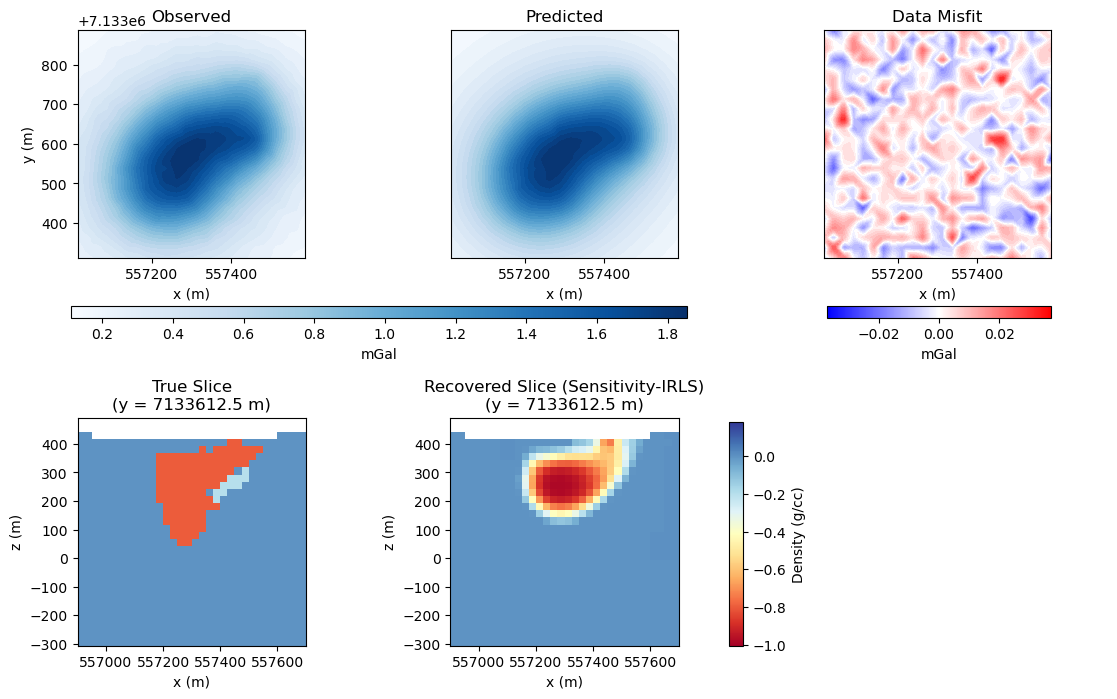 Observed
Predicted
Data Misfit
+7.133e6
800
700
600
500
400
y (m)
557200 557400
557200 557400
557200 557400
x (m)
x (m)
x (m)
0.2 0.4 0.6 0.8 1.0 1.2 1.4 1.6 1.8
−0.02 0.00 0.02
mGal
mGal
True Slice
(y = 7133612.5 m)
Recovered Slice (Sensitivity-IRLS)
(y = 7133612.5 m)
400
300
200
100
0
−100
−200
−300
z (m)
557000 557200 557400 557600
x (m)
400
300
200
100
0
−100
−200
−300
z (m)
557000 557200 557400 557600
x (m)
0.0
−0.2
−0.4
−0.6
−0.8
−1.0
Density (g/cc)